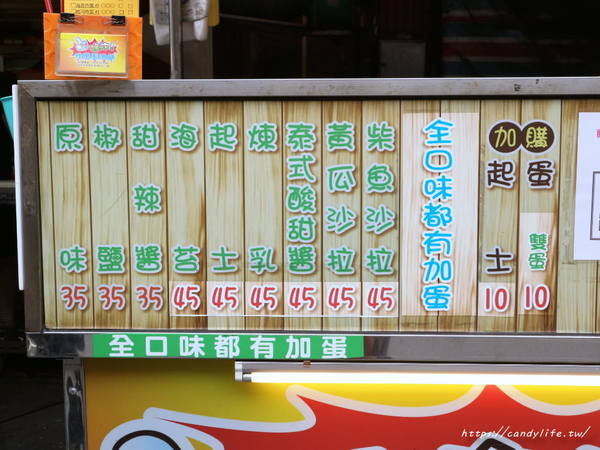 原味 35
椒鹽 35
甜辣醬 35
海苔 45
起士 45
煉乳 45
泰式酸甜醬 45
黃瓜沙拉 45
柴魚沙拉 45
全口味都有加蛋
加購
起士 10
蛋
雙蛋 10
全口味都有加蛋
https://candylife.tw/